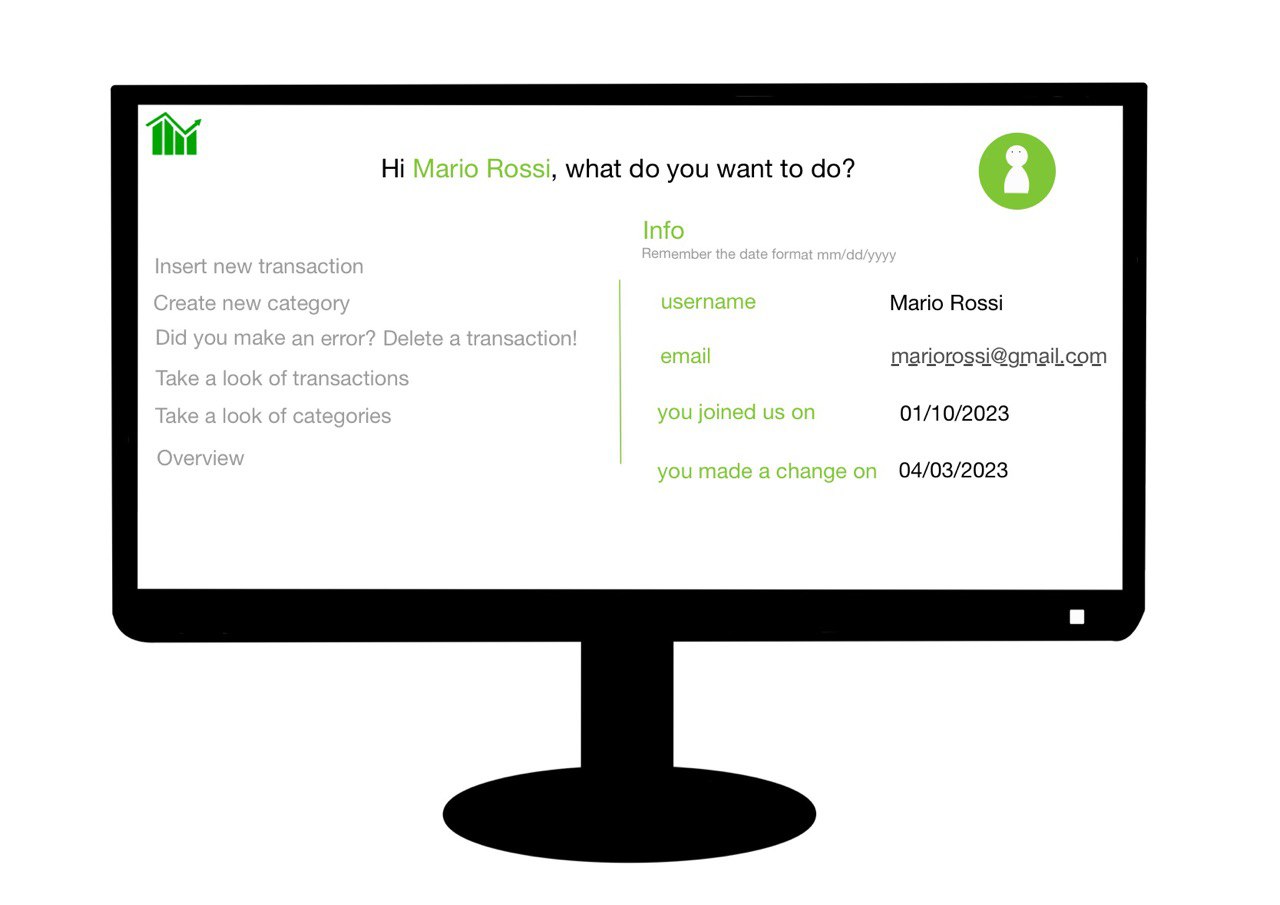 Hi Mario Rossi, what do you want to do?
Insert new transaction
Create new category
Did you make an error? Delete a transaction!
Take a look of transactions
Take a look of categories
Overview
Info
Remember the date format mm/dd/yyyy
username Mario Rossi
email mariorossi@gmail.com
you joined us on 01/10/2023
you made a change on 04/03/2023